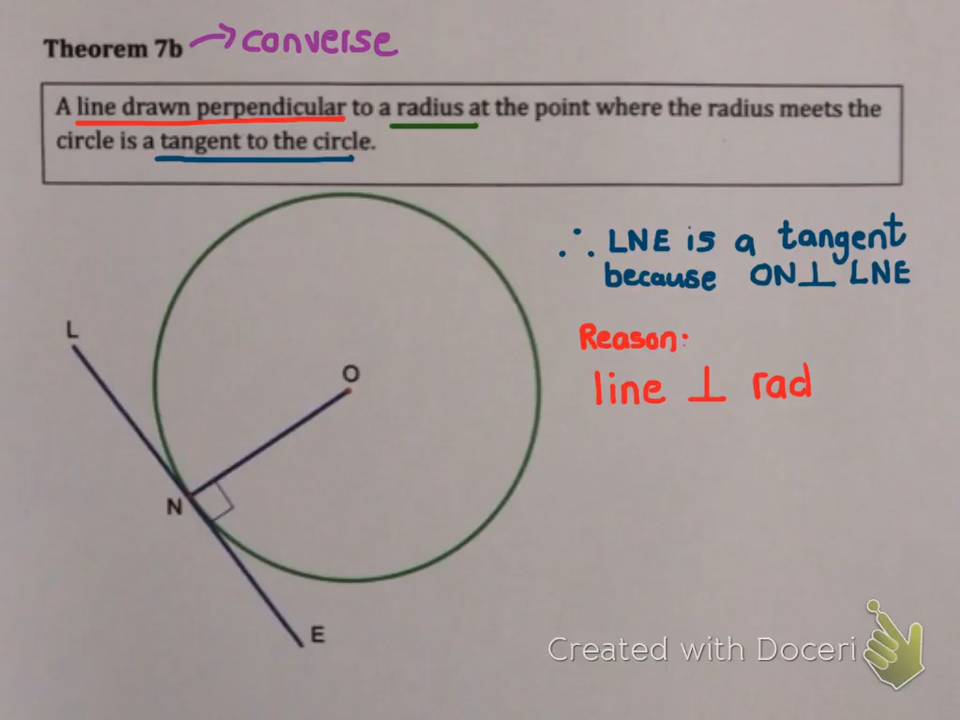 Theorem 7b → converse
A line drawn perpendicular to a radius at the point where the radius meets the
circle is a tangent to the circle.
∴ LNE is a tangent
because ON⊥ LNE
Reason:
line ⊥ rad
L
O
N
E
Created with Doceri